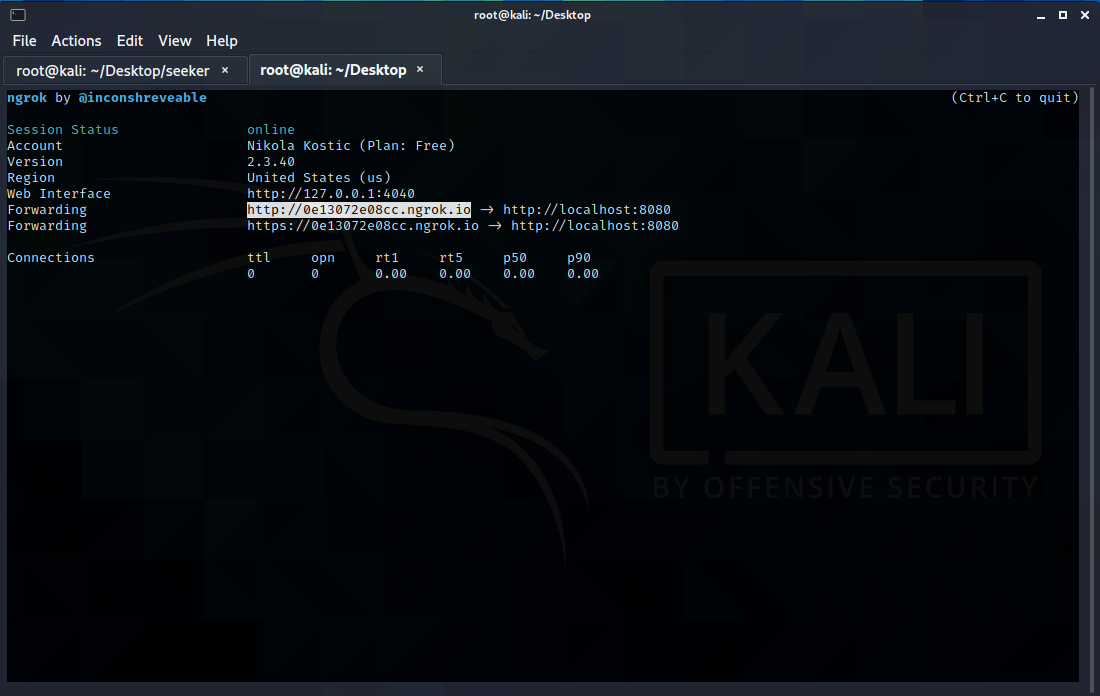 root@kali: ~/Desktop
File Actions Edit View Help
root@kali: ~/Desktop/seeker × root@kali: ~/Desktop ×
ngrok by @inconshreveable (Ctrl+C to quit)
Session Status online
Account Nikola Kostic (Plan: Free)
Version 2.3.40
Region United States (us)
Web Interface http://127.0.0.1:4040
Forwarding http://0e13072e08cc.ngrok.io -> http://localhost:8080
Forwarding https://0e13072e08cc.ngrok.io -> http://localhost:8080
Connections ttl opn rt1 rt5 p50 p90
0 0 0.00 0.00 0.00 0.00
KALI
BY OFFENSIVE SECURITY